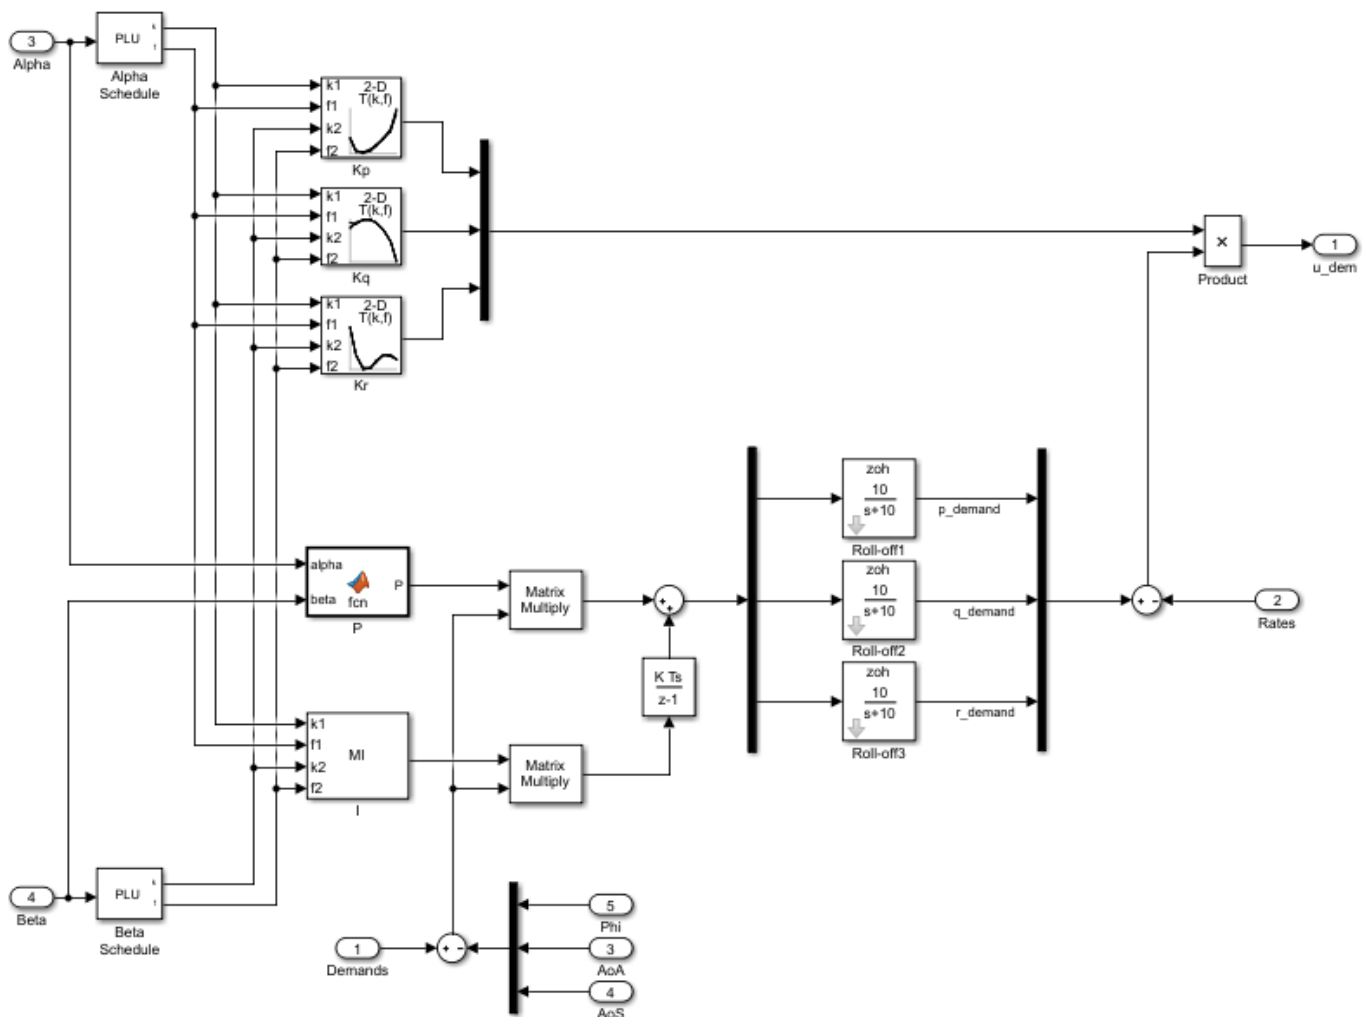 3
Alpha
PLU
k
f
Alpha
Schedule
k1
f1
k2
f2
2-D
T(k,f)
Kp
k1
f1
k2
f2
2-D
T(k,f)
Kq
k1
f1
k2
f2
2-D
T(k,f)
Kr
×
Product
1
u_dem
alpha
beta
fcn
P
P
Matrix
Multiply
+
+
K Ts
z-1
k1
f1
k2
f2
MI
I
Matrix
Multiply
zoh
10
s+10
Roll-off1
p_demand
zoh
10
s+10
Roll-off2
q_demand
zoh
10
s+10
Roll-off3
r_demand
+ -
2
Rates
4
Beta
PLU
k
f
Beta
Schedule
1
Demands
+ -
5
Phi
3
AoA
4
AoS